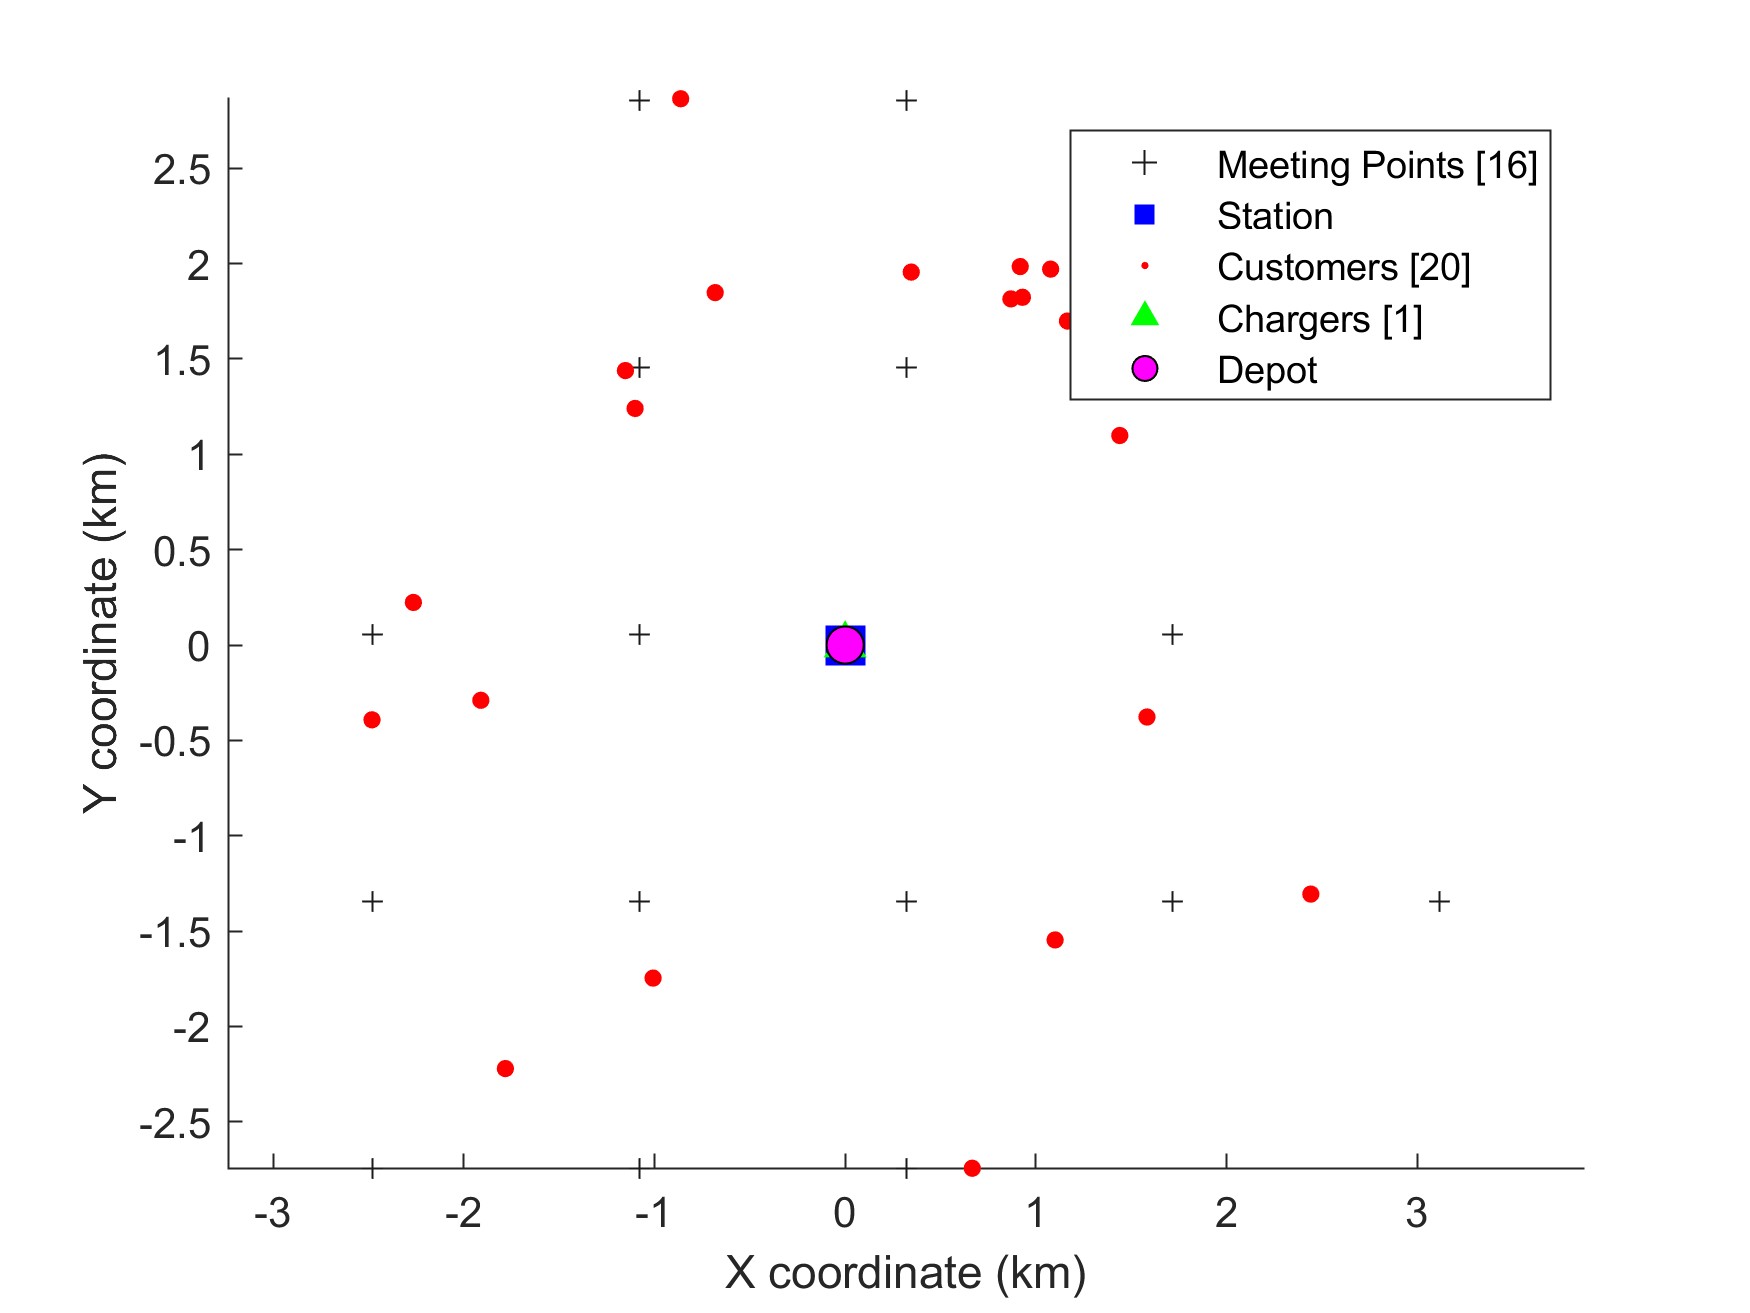 2.5
2
1.5
1
0.5
0
-0.5
-1
-1.5
-2
-2.5
Y coordinate (km)
Meeting Points [16]
Station
Customers [20]
Chargers [1]
Depot
-3 -2 -1 0 1 2 3
X coordinate (km)